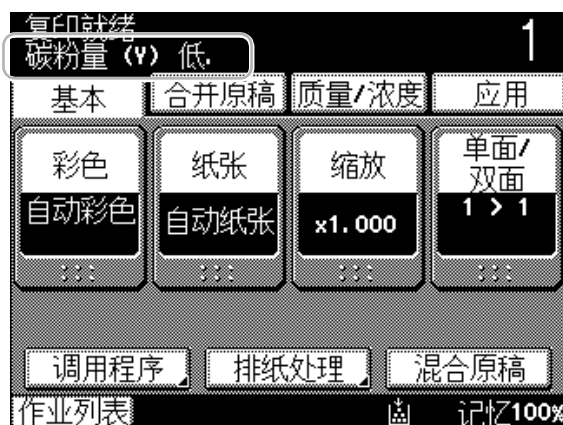 复印就绪
碳粉量 (Y) 低.
1
基本
合并原稿
质量/浓度
应用
彩色
自动彩色
纸张
自动纸张
缩放
x1.000
单面/
双面
1 > 1
调用程序
排纸处理
混合原稿
作业列表
记忆100%